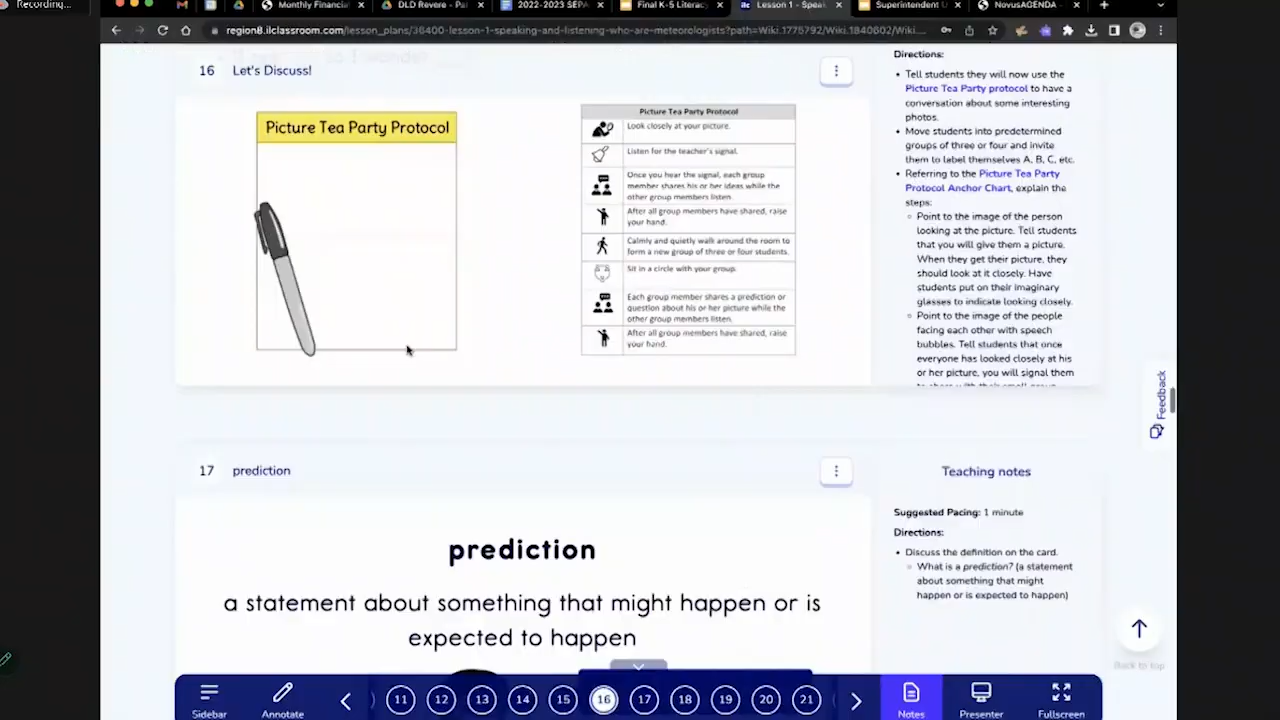 Recording...
Monthly Financial
DLD Revere - Par
2022-2023 SEPA
Final K-5 Literac
Lesson 1 - Speak
Superintendent U
NovusAGENDA
region8.ilclassroom.com/lesson_plans/36400-lesson-1-speaking-and-listening-who-are-meteorologists?path=Wiki.1775792/Wiki.1840602/Wiki...
so I wonder
16 Let's Discuss!
Picture Tea Party Protocol
Picture Tea Party Protocol
Look closely at your picture.
Listen for the teacher's signal.
Once you hear the signal, each group
member shares his or her ideas while the
other group members listen.
After all group members have shared, raise
your hand.
Calmly and quietly walk around the room to
form a new group of three or four students.
Sit in a circle with your group.
Each group member shares a prediction or
question about his or her picture while the
other group members listen.
After all group members have shared, raise
your hand.
Directions:
• Tell students they will now use the
Picture Tea Party protocol to have a
conversation about some interesting
photos.
• Move students into predetermined
groups of three or four and invite
them to label themselves A, B, C, etc.
• Referring to the Picture Tea Party
Protocol Anchor Chart, explain the
steps:
Point to the image of the person
looking at the picture. Tell students
that you will give them a picture.
When they get their picture, they
should look at it closely. Have
students put on their imaginary
glasses to indicate looking closely.
Point to the image of the people
facing each other with speech
bubbles. Tell students that once
everyone has looked closely at his
or her picture, you will signal them
to share with their small group
Feedback
17 prediction
prediction
a statement about something that might happen or is
expected to happen
Teaching notes
Suggested Pacing: 1 minute
Directions:
• Discuss the definition on the card.
What is a prediction? (a statement
about something that might
happen or is expected to happen)
Back to top
Sidebar
Annotate
11 12 13 14 15 16 17 18 19 20 21
Notes
Presenter
Fullscreen